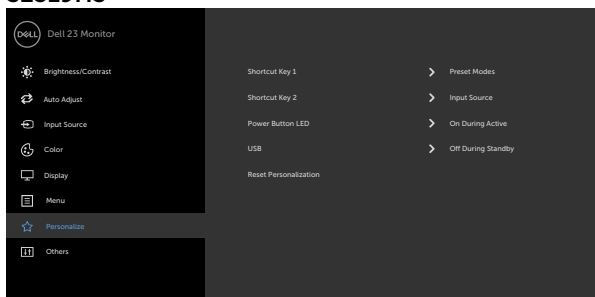 DELL Dell 23 Monitor
Brightness/Contrast Shortcut Key 1 Preset Modes
Auto Adjust Shortcut Key 2 Input Source
Input Source Power Button LED On During Active
Color USB Off During Standby
Display Reset Personalization
Menu
Personalize
Others